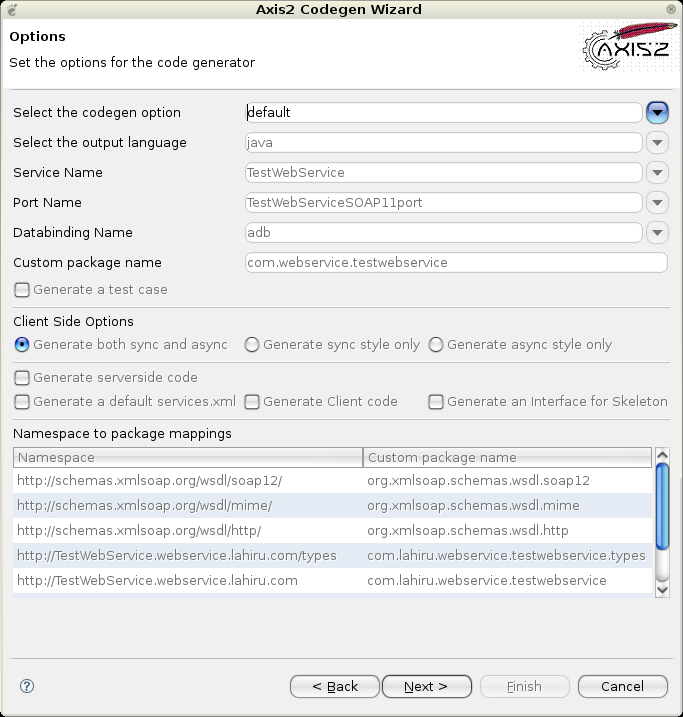 Axis2 Codegen Wizard
Options
Set the options for the code generator
AXIS2
Select the codegen option default
Select the output language java
Service Name TestWebService
Port Name TestWebServiceSOAP11port
Databinding Name adb
Custom package name com.webservice.testwebservice
Generate a test case
Client Side Options
Generate both sync and async Generate sync style only Generate async style only
Generate serverside code
Generate a default services.xml Generate Client code Generate an Interface for Skeleton
Namespace to package mappings
Namespace Custom package name
http://schemas.xmlsoap.org/wsdl/soap12/ org.xmlsoap.schemas.wsdl.soap12
http://schemas.xmlsoap.org/wsdl/mime/ org.xmlsoap.schemas.wsdl.mime
http://schemas.xmlsoap.org/wsdl/http/ org.xmlsoap.schemas.wsdl.http
http://TestWebService.webservice.lahiru.com/types com.lahiru.webservice.testwebservice.types
http://TestWebService.webservice.lahiru.com com.lahiru.webservice.testwebservice
? < Back Next > Finish Cancel